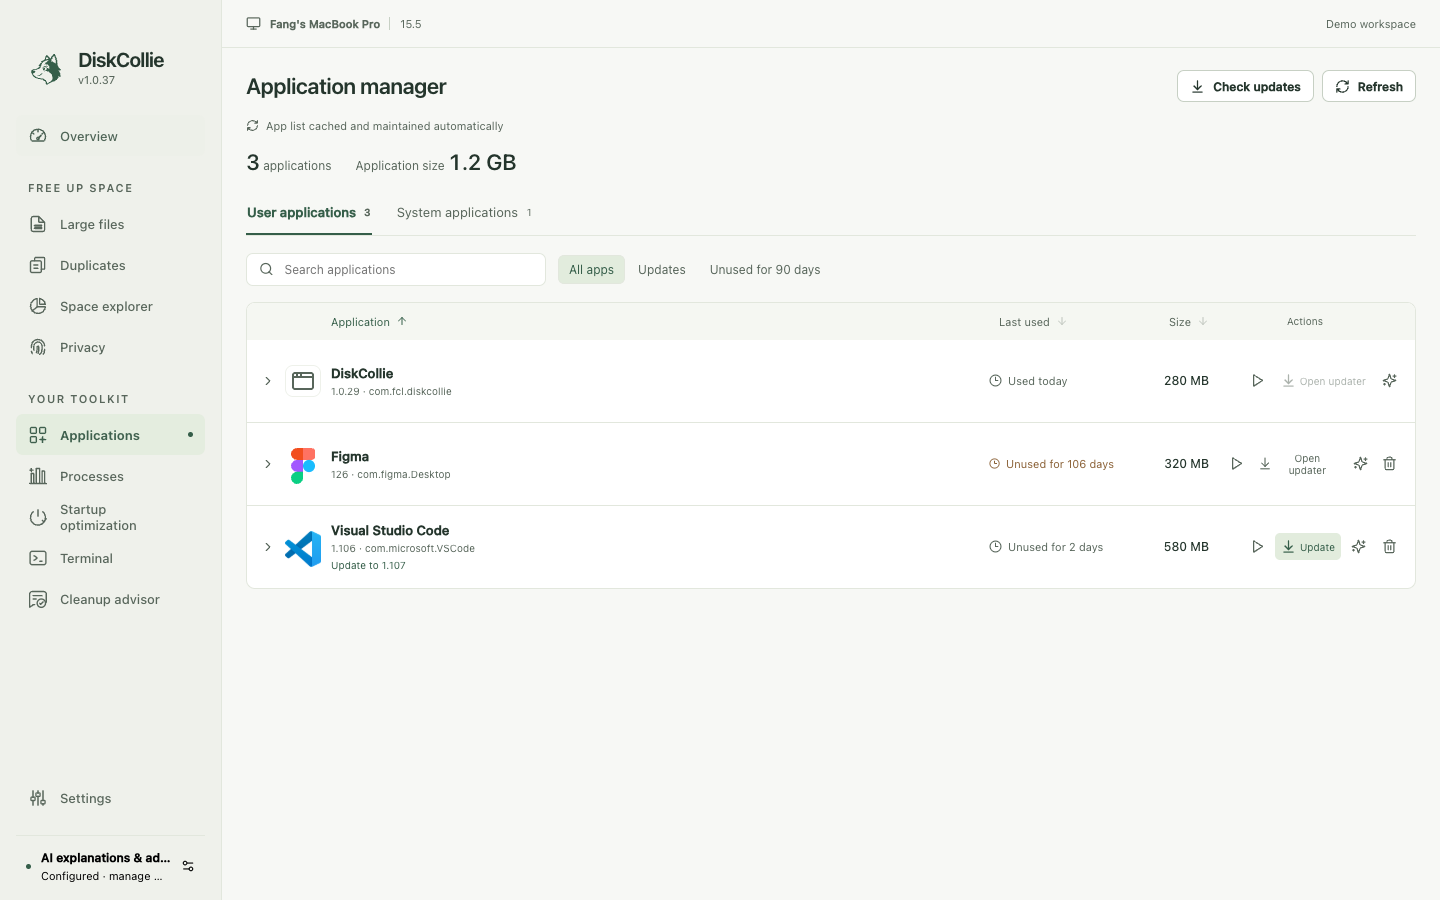 Fang's MacBook Pro 15.5
Demo workspace
DiskCollie
v1.0.37
Overview
FREE UP SPACE
Large files
Duplicates
Space explorer
Privacy
YOUR TOOLKIT
Applications
Processes
Startup
optimization
Terminal
Cleanup advisor
Settings
AI explanations & ad...
Configured · manage ...
Application manager
Check updates
Refresh
App list cached and maintained automatically
3 applications Application size 1.2 GB
User applications 3 System applications 1
Search applications All apps Updates Unused for 90 days
Application Last used Size Actions
DiskCollie
1.0.29 · com.fcl.diskcollie
Used today 280 MB Open updater
Figma
126 · com.figma.Desktop
Unused for 106 days 320 MB
Open
updater
Visual Studio Code
1.106 · com.microsoft.VSCode
Update to 1.107
Unused for 2 days 580 MB Update